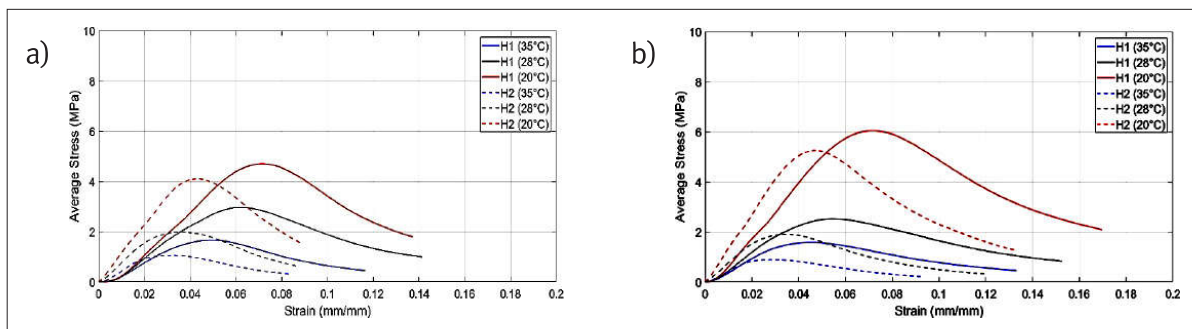 a)
10
8
6
4
2
0
Average Stress (MPa)
0
0.02
0.04
0.06
0.08
0.1
0.12
0.14
0.16
0.18
0.2
Strain (mm/mm)
H1 (35°C)
H1 (28°C)
H1 (20°C)
H2 (35°C)
H2 (28°C)
H2 (20°C)
b)
10
8
6
4
2
0
Average Stress (MPa)
0
0.02
0.04
0.06
0.08
0.1
0.12
0.14
0.16
0.18
0.2
Strain (mm/mm)
H1 (35°C)
H1 (28°C)
H1 (20°C)
H2 (35°C)
H2 (28°C)
H2 (20°C)